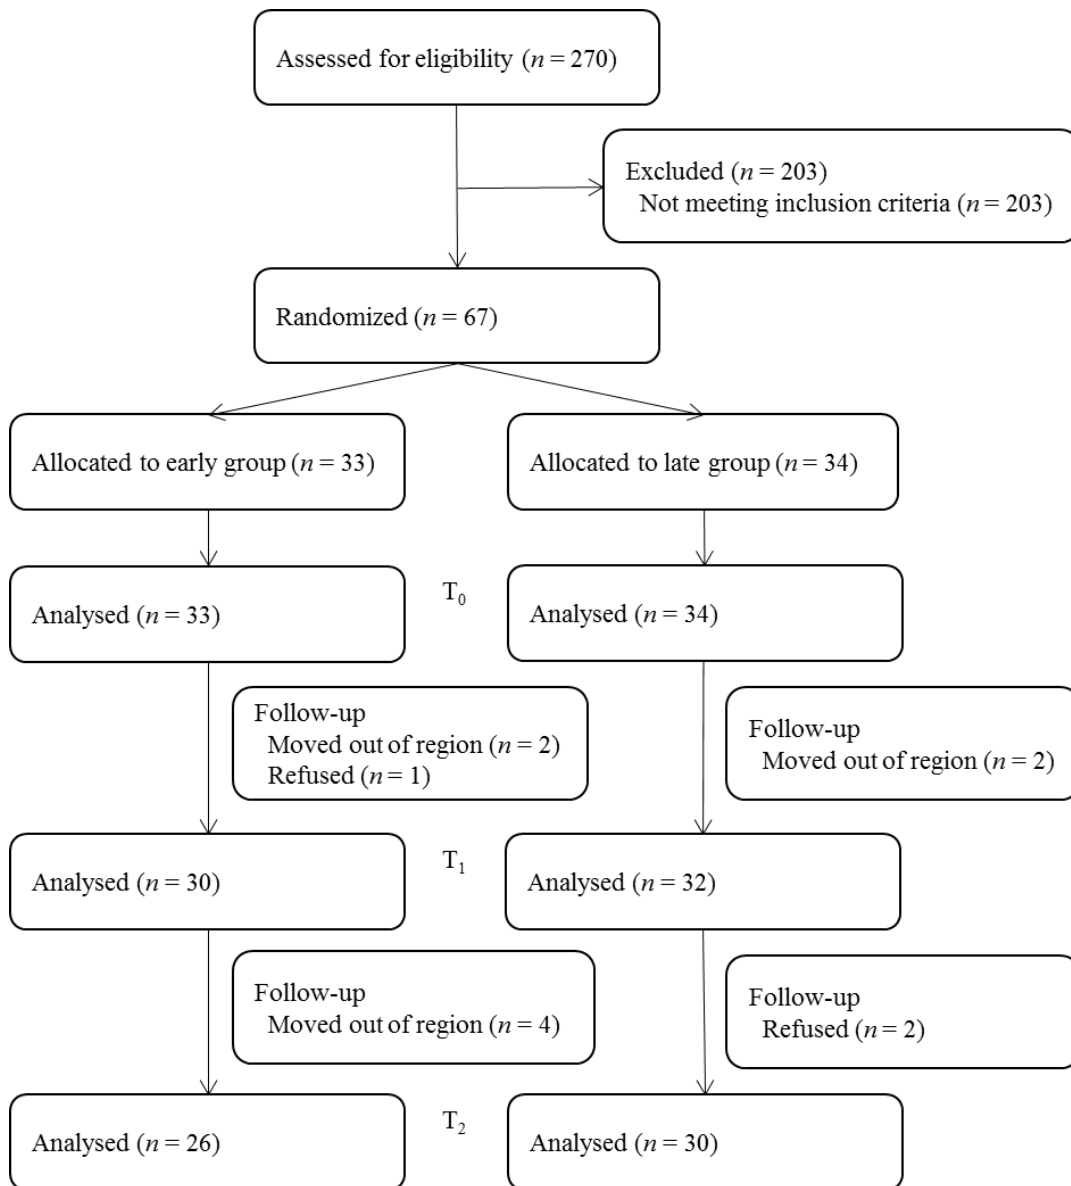 Assessed for eligibility (n = 270)
Excluded (n = 203)
Not meeting inclusion criteria (n = 203)
Randomized (n = 67)
Allocated to early group (n = 33)
Allocated to late group (n = 34)
Analysed (n = 33)
T₀
Analysed (n = 34)
Follow-up
Moved out of region (n = 2)
Refused (n = 1)
Follow-up
Moved out of region (n = 2)
Analysed (n = 30)
T₁
Analysed (n = 32)
Follow-up
Moved out of region (n = 4)
Follow-up
Refused (n = 2)
Analysed (n = 26)
T₂
Analysed (n = 30)